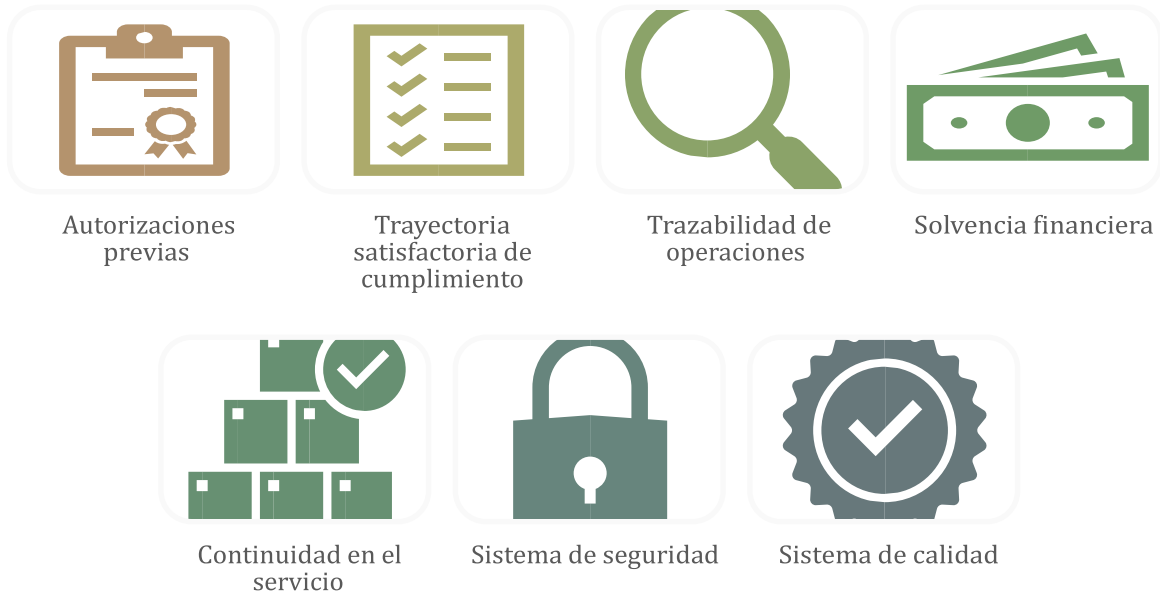 Autorizaciones
previas
Trayectoria
satisfactoria de
cumplimiento
Trazabilidad de
operaciones
Solvencia financiera
Continuidad en el
servicio
Sistema de seguridad
Sistema de calidad